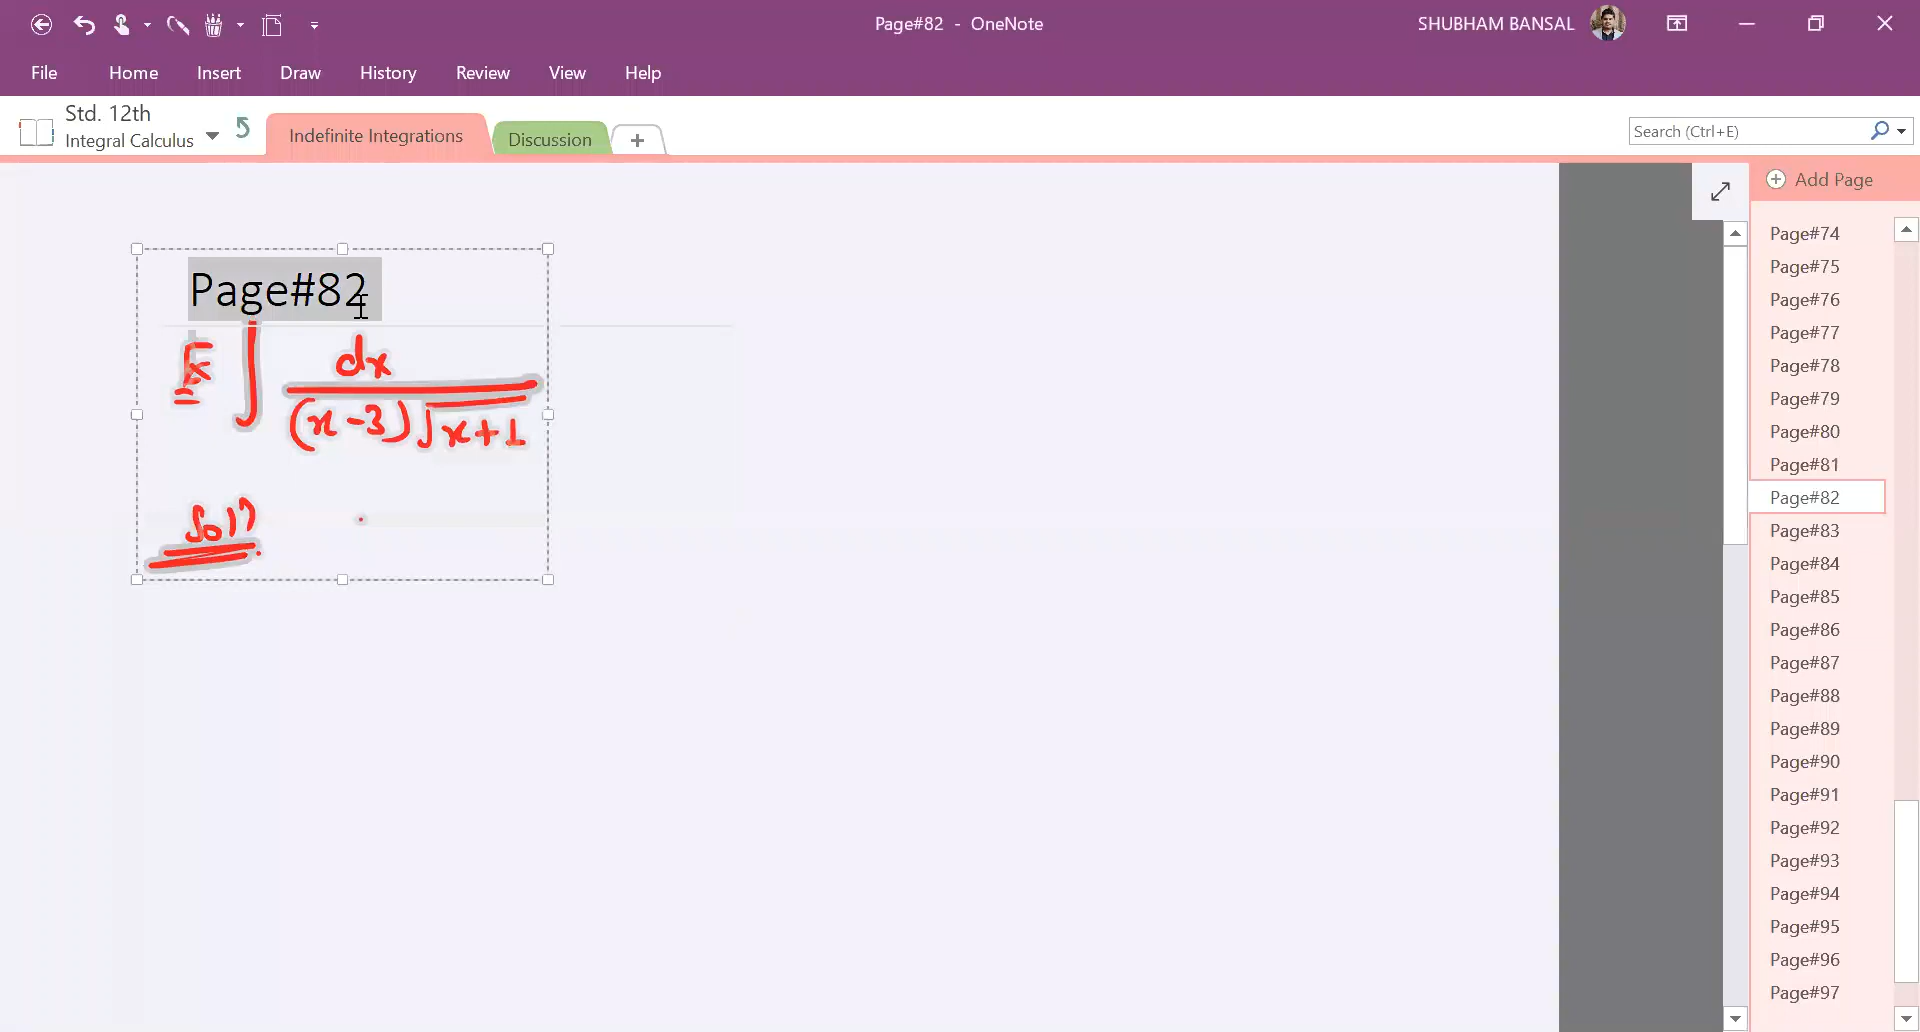 Page#82 - OneNote
SHUBHAM BANSAL
File Home Insert Draw History Review View Help
Std. 12th
Integral Calculus
Indefinite Integrations
Discussion
+
Search (Ctrl+E)
Add Page
Page#82
Ex ∫ dx
(x-3)√x+1
Soln
Page#74
Page#75
Page#76
Page#77
Page#78
Page#79
Page#80
Page#81
Page#82
Page#83
Page#84
Page#85
Page#86
Page#87
Page#88
Page#89
Page#90
Page#91
Page#92
Page#93
Page#94
Page#95
Page#96
Page#97